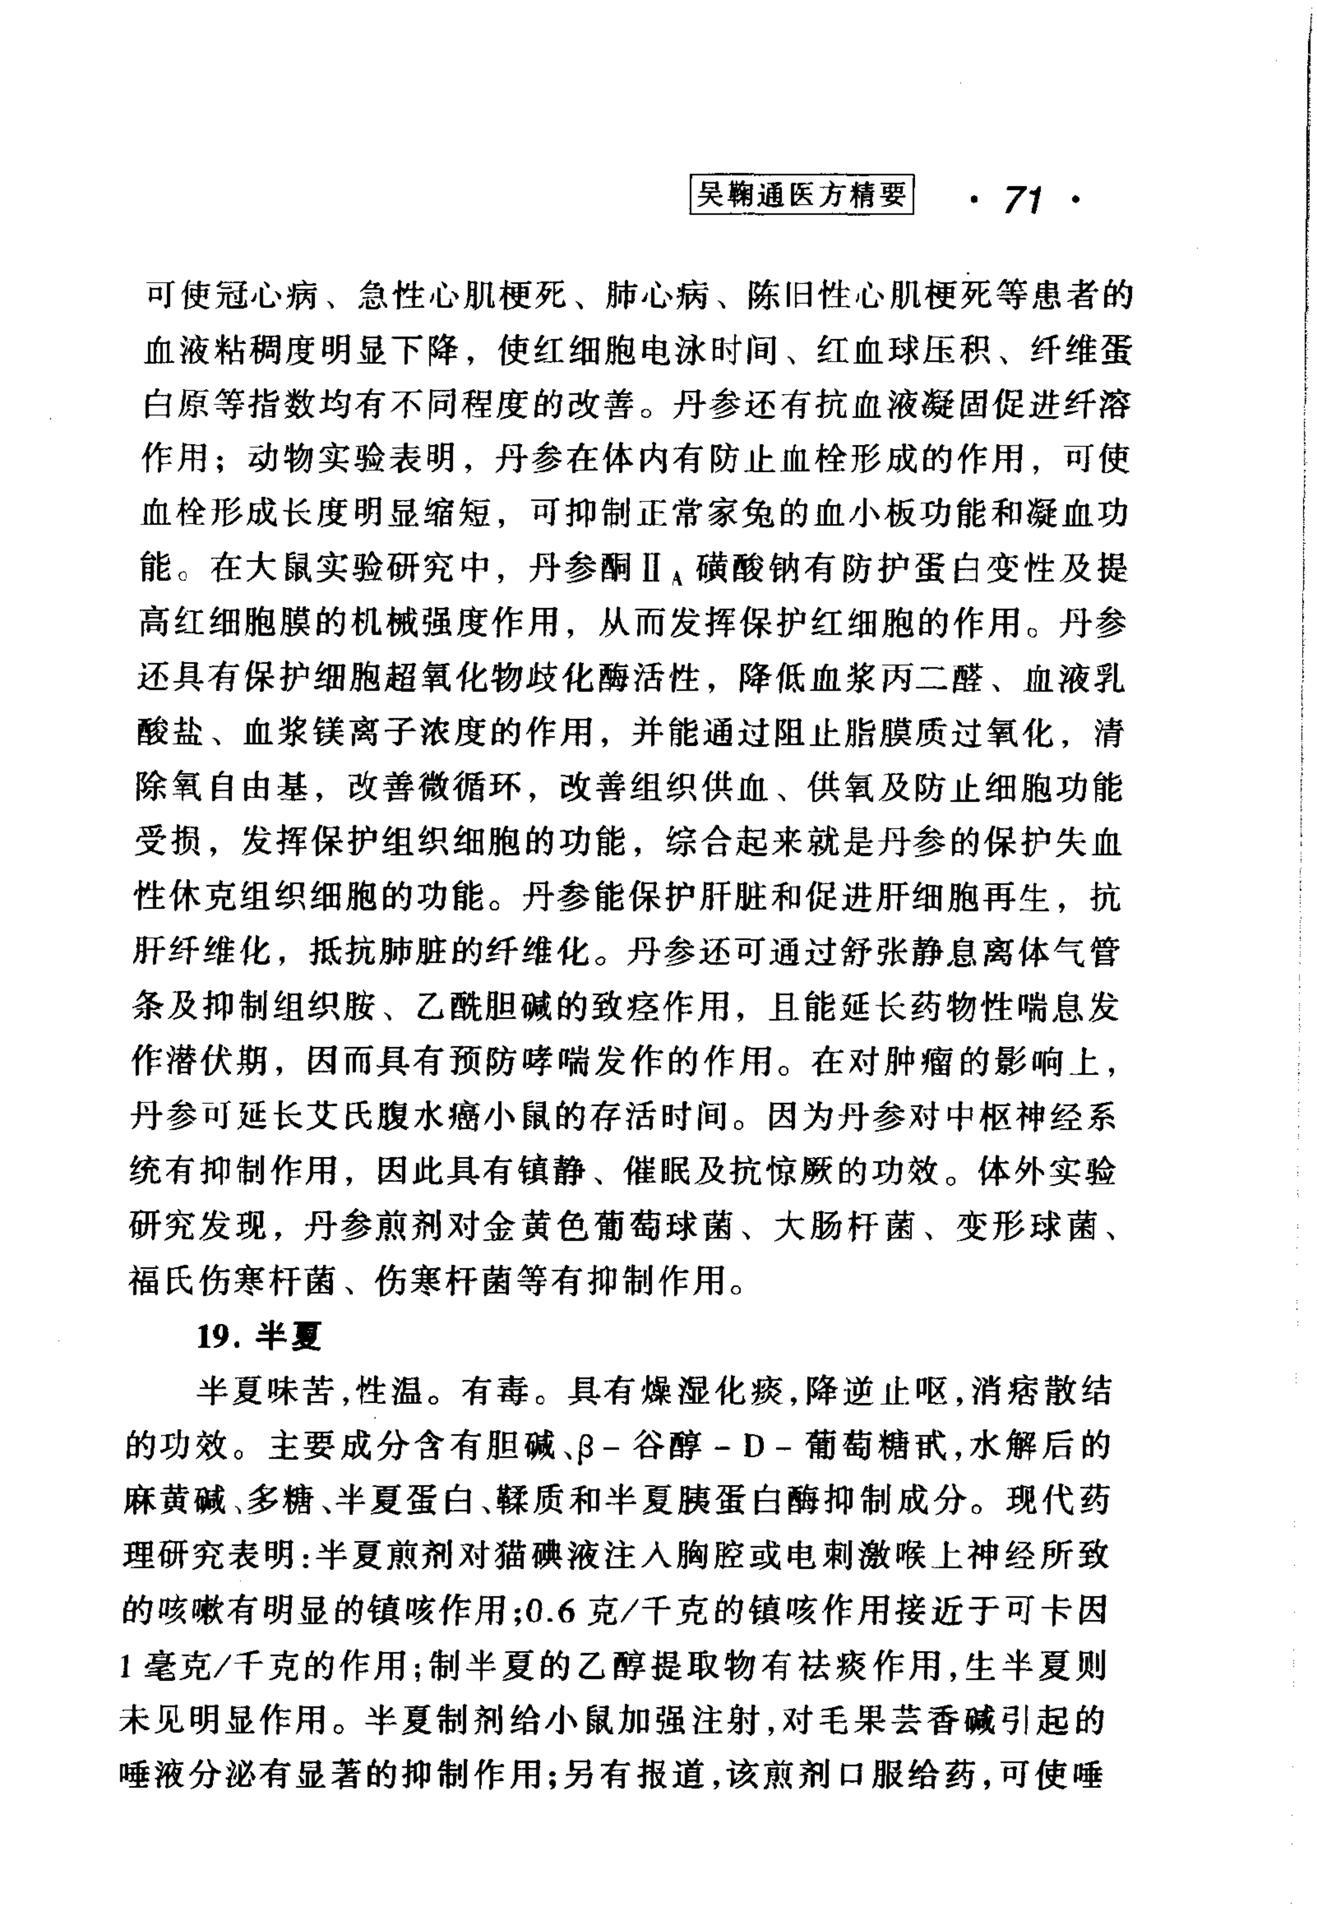 吴鞠通医方精要 · 71 ·
可使冠心病、急性心肌梗死、肺心病、陈旧性心肌梗死等患者的
血液粘稠度明显下降，使红细胞电泳时间、红血球压积、纤维蛋
白原等指数均有不同程度的改善。丹参还有抗血液凝固促进纤溶
作用；动物实验表明，丹参在体内有防止血栓形成的作用，可使
血栓形成长度明显缩短，可抑制正常家兔的血小板功能和凝血功
能。在大鼠实验研究中，丹参酮ⅡA磺酸钠有防护蛋白变性及提
高红细胞膜的机械强度作用，从而发挥保护红细胞的作用。丹参
还具有保护细胞超氧化物歧化酶活性，降低血浆丙二醛、血液乳
酸盐、血浆镁离子浓度的作用，并能通过阻止脂膜质过氧化，清
除氧自由基，改善微循环，改善组织供血、供氧及防止细胞功能
受损，发挥保护组织细胞的功能，综合起来就是丹参的保护失血
性休克组织细胞的功能。丹参能保护肝脏和促进肝细胞再生，抗
肝纤维化，抵抗肺脏的纤维化。丹参还可通过舒张静息离体气管
条及抑制组织胺、乙酰胆碱的致痉作用，且能延长药物性喘息发
作潜伏期，因而具有预防哮喘发作的作用。在对肿瘤的影响上，
丹参可延长艾氏腹水癌小鼠的存活时间。因为丹参对中枢神经系
统有抑制作用，因此具有镇静、催眠及抗惊厥的功效。体外实验
研究发现，丹参煎剂对金黄色葡萄球菌、大肠杆菌、变形球菌、
福氏伤寒杆菌、伤寒杆菌等有抑制作用。
19. 半夏
半夏味苦,性温。有毒。具有燥湿化痰,降逆止呕,消痞散结
的功效。主要成分含有胆碱、β－谷醇－D－葡萄糖甙,水解后的
麻黄碱、多糖、半夏蛋白、鞣质和半夏胰蛋白酶抑制成分。现代药
理研究表明:半夏煎剂对猫碘液注入胸腔或电刺激喉上神经所致
的咳嗽有明显的镇咳作用;0.6克/千克的镇咳作用接近于可卡因
1毫克/千克的作用;制半夏的乙醇提取物有祛痰作用,生半夏则
未见明显作用。半夏制剂给小鼠加强注射,对毛果芸香碱引起的
唾液分泌有显著的抑制作用;另有报道,该煎剂口服给药,可使唾